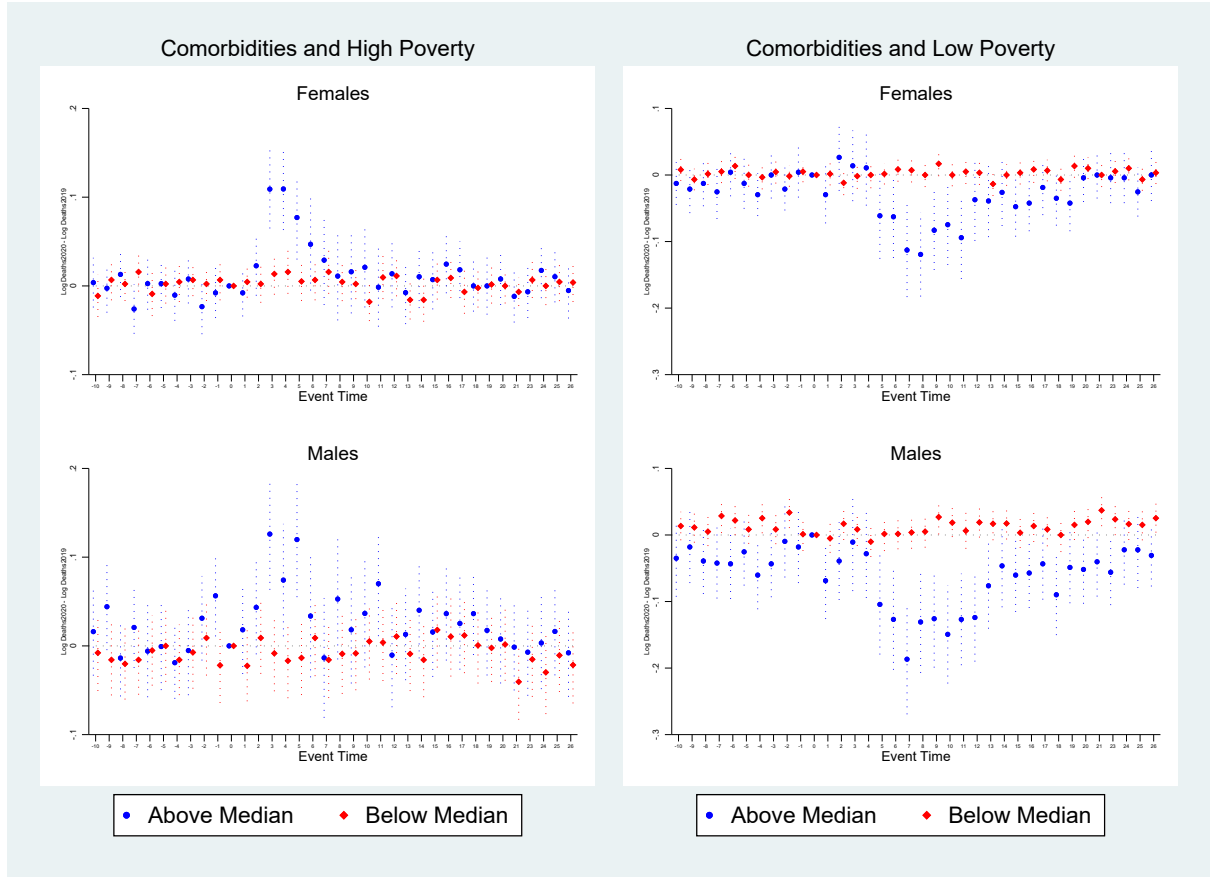 Comorbidities and High Poverty
Females
.2
.1
0
-.1
Log Deaths2020 - Log Deaths2019
-10 -9 -8 -7 -6 -5 -4 -3 -2 -1 0 1 2 3 4 5 6 7 8 9 10 11 12 13 14 15 16 17 18 19 20 21 23 24 25 26
Event Time
Males
.2
.1
0
-.1
Log Deaths2020 - Log Deaths2019
-10 -9 -8 -7 -6 -5 -4 -3 -2 -1 0 1 2 3 4 5 6 7 8 9 10 11 12 13 14 15 16 17 18 19 20 21 23 24 25 26
Event Time
Above Median Below Median
Comorbidities and Low Poverty
Females
.1
0
-.1
-.2
-.3
Log Deaths2020 - Log Deaths2019
-10 -9 -8 -7 -6 -5 -4 -3 -2 -1 0 1 2 3 4 5 6 7 8 9 10 11 12 13 14 15 16 17 18 19 20 21 23 24 25 26
Event Time
Males
.1
0
-.1
-.2
-.3
Log Deaths2020 - Log Deaths2019
-10 -9 -8 -7 -6 -5 -4 -3 -2 -1 0 1 2 3 4 5 6 7 8 9 10 11 12 13 14 15 16 17 18 19 20 21 23 24 25 26
Event Time
Above Median Below Median